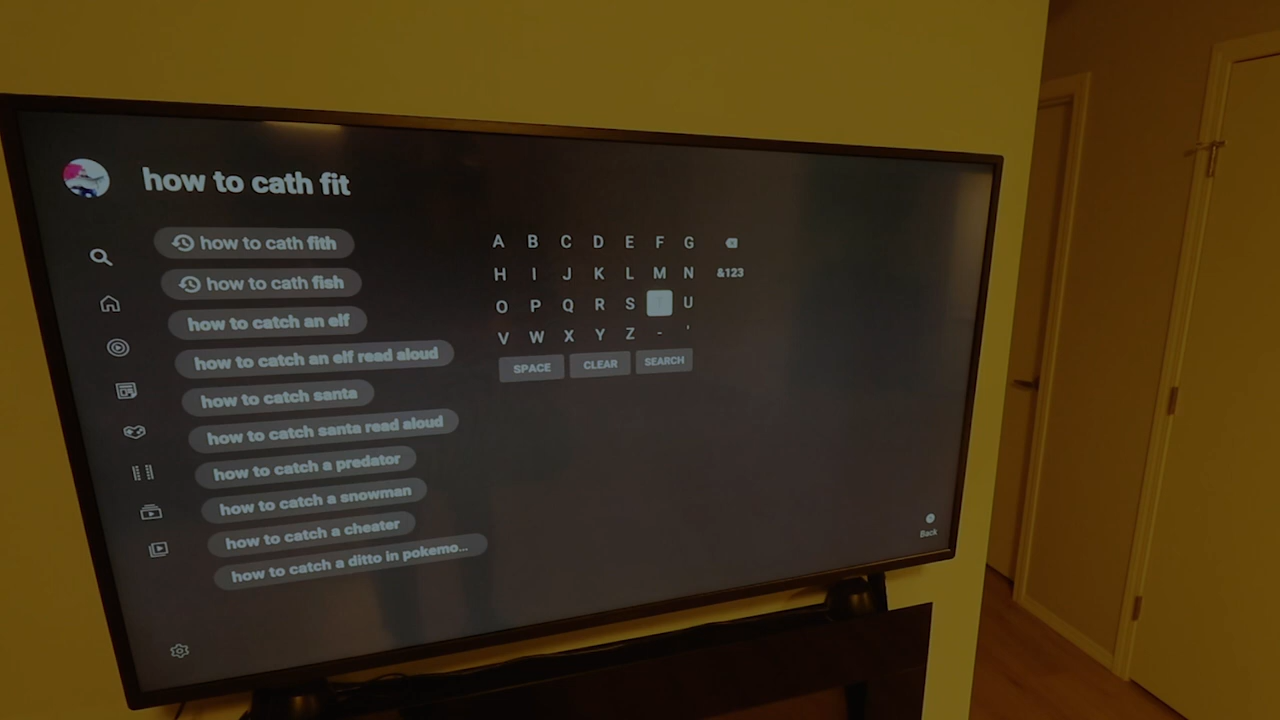 how to cath fit
how to cath fith
how to cath fish
how to catch an elf
how to catch an elf read aloud
how to catch santa
how to catch santa read aloud
how to catch a predator
how to catch a snowman
how to catch a cheater
how to catch a ditto in pokemo...
A B C D E F G
H I J K L M N &123
O P Q R S T U
V W X Y Z - '
SPACE CLEAR SEARCH
Back